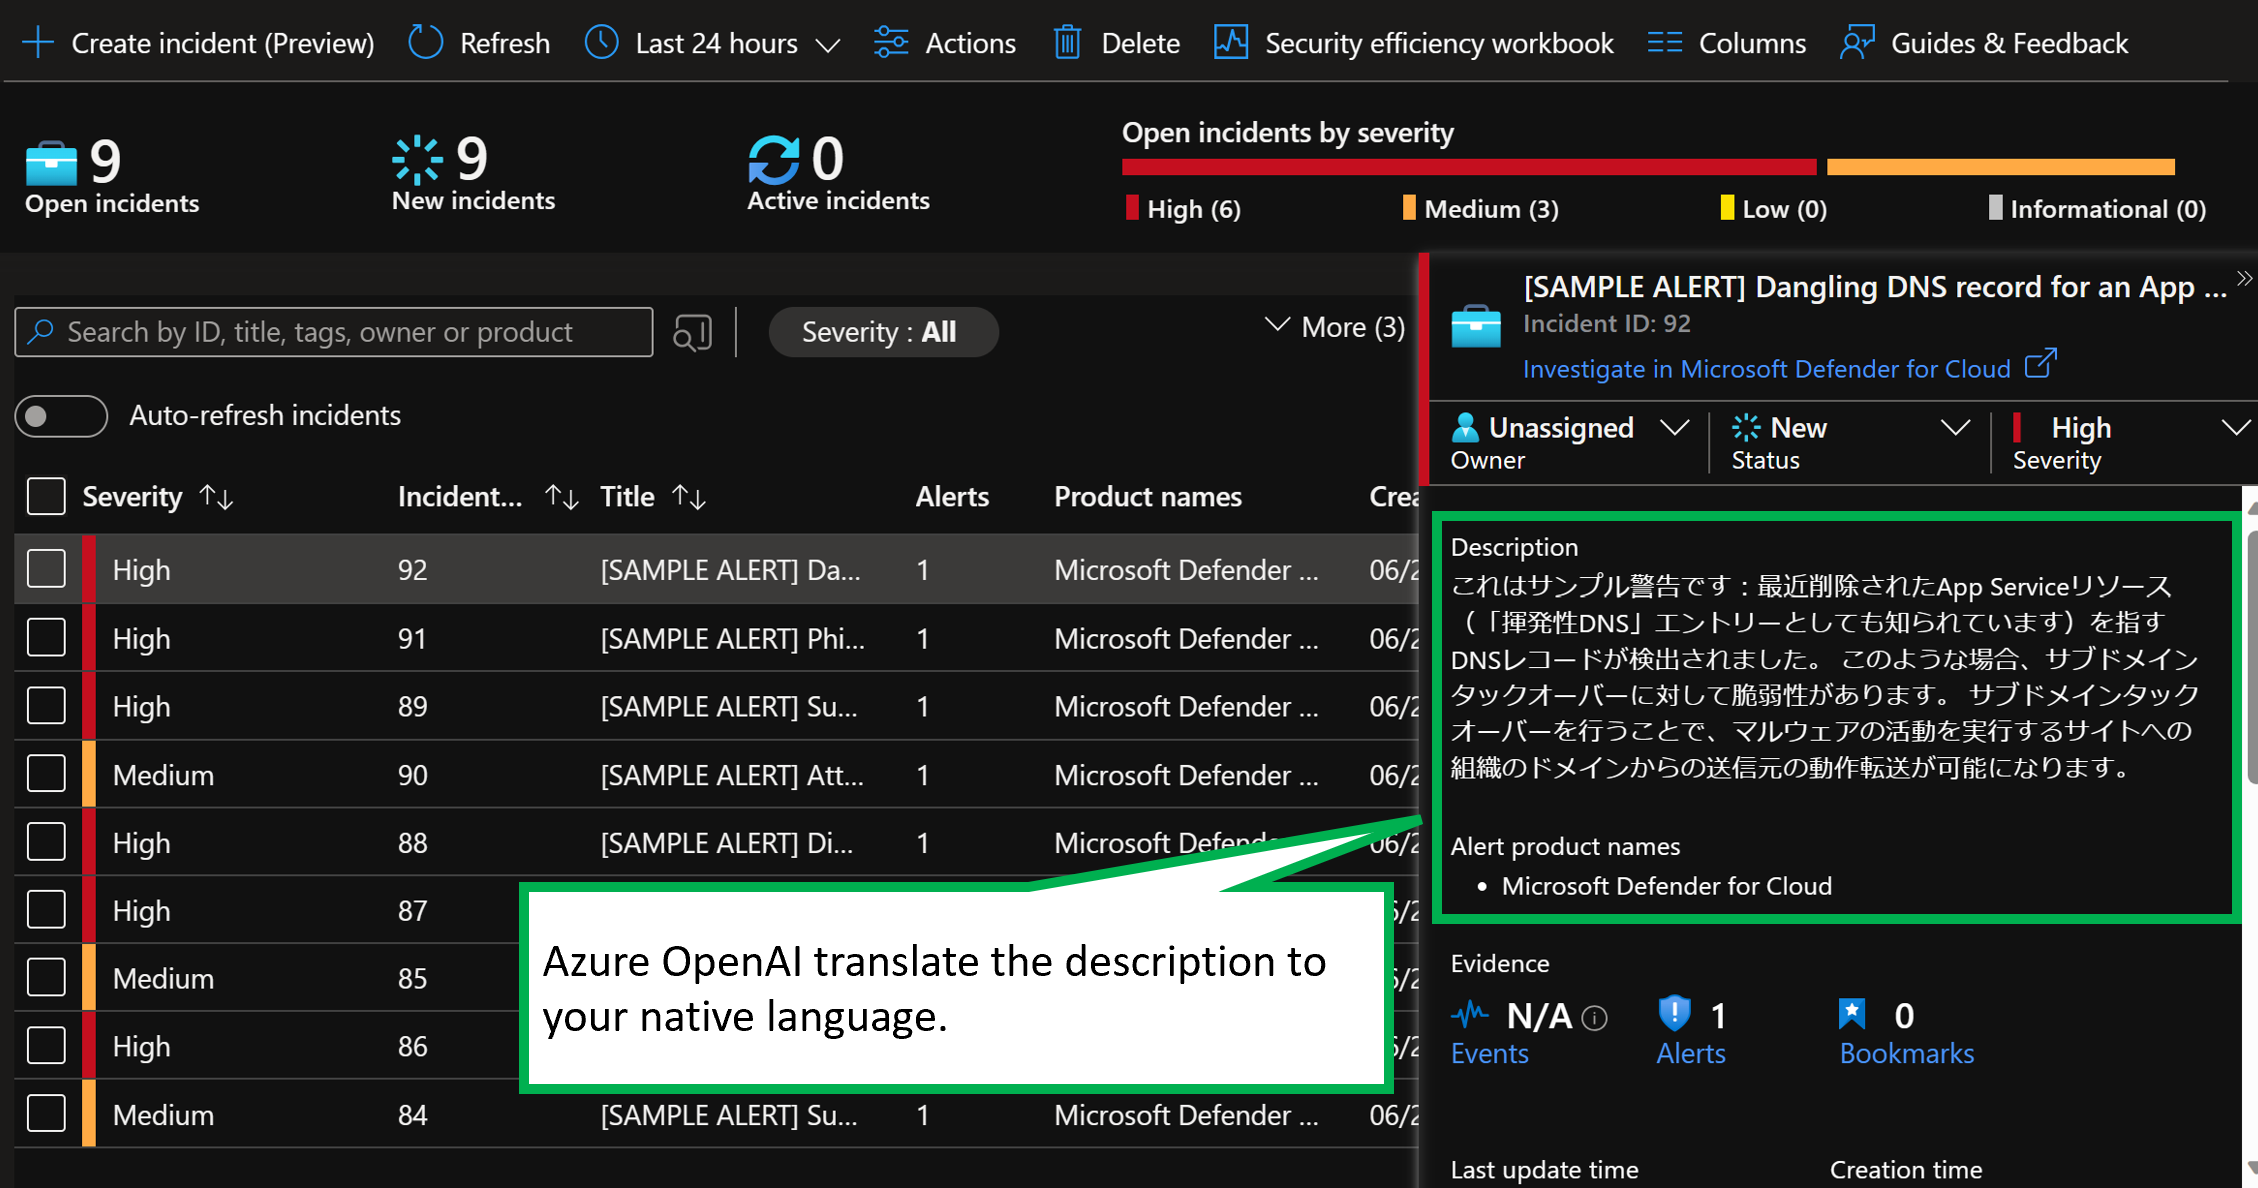 Create incident (Preview) Refresh Last 24 hours Actions Delete Security efficiency workbook Columns Guides & Feedback
9
Open incidents
9
New incidents
0
Active incidents
Open incidents by severity
High (6) Medium (3) Low (0) Informational (0)
Search by ID, title, tags, owner or product
Severity : All
More (3)
Auto-refresh incidents
Severity Incident... Title Alerts Product names Crea
High 92 [SAMPLE ALERT] Da... 1 Microsoft Defender ... 06/2
High 91 [SAMPLE ALERT] Phi... 1 Microsoft Defender ... 06/2
High 89 [SAMPLE ALERT] Su... 1 Microsoft Defender ... 06/2
Medium 90 [SAMPLE ALERT] Att... 1 Microsoft Defender ... 06/2
High 88 [SAMPLE ALERT] Di... 1 Microsoft 06/2
High 87
Medium 85
High 86
Medium 84 [SAMPLE ALERT] Su... 1 Microsoft Defender ... 06/2
Azure OpenAI translate the description to
your native language.
[SAMPLE ALERT] Dangling DNS record for an App ...
Incident ID: 92
Investigate in Microsoft Defender for Cloud
Unassigned
Owner
New
Status
High
Severity
Description
これはサンプル警告です：最近削除されたApp Serviceリソース
（「揮発性DNS」エントリーとしても知られています）を指す
DNSレコードが検出されました。 このような場合、サブドメイン
タックオーバーに対して脆弱性があります。 サブドメインタック
オーバーを行うことで、マルウェアの活動を実行するサイトへの
組織のドメインからの送信元の動作転送が可能になります。
Alert product names
• Microsoft Defender for Cloud
Evidence
N/A
Events
1
Alerts
0
Bookmarks
Last update time Creation time